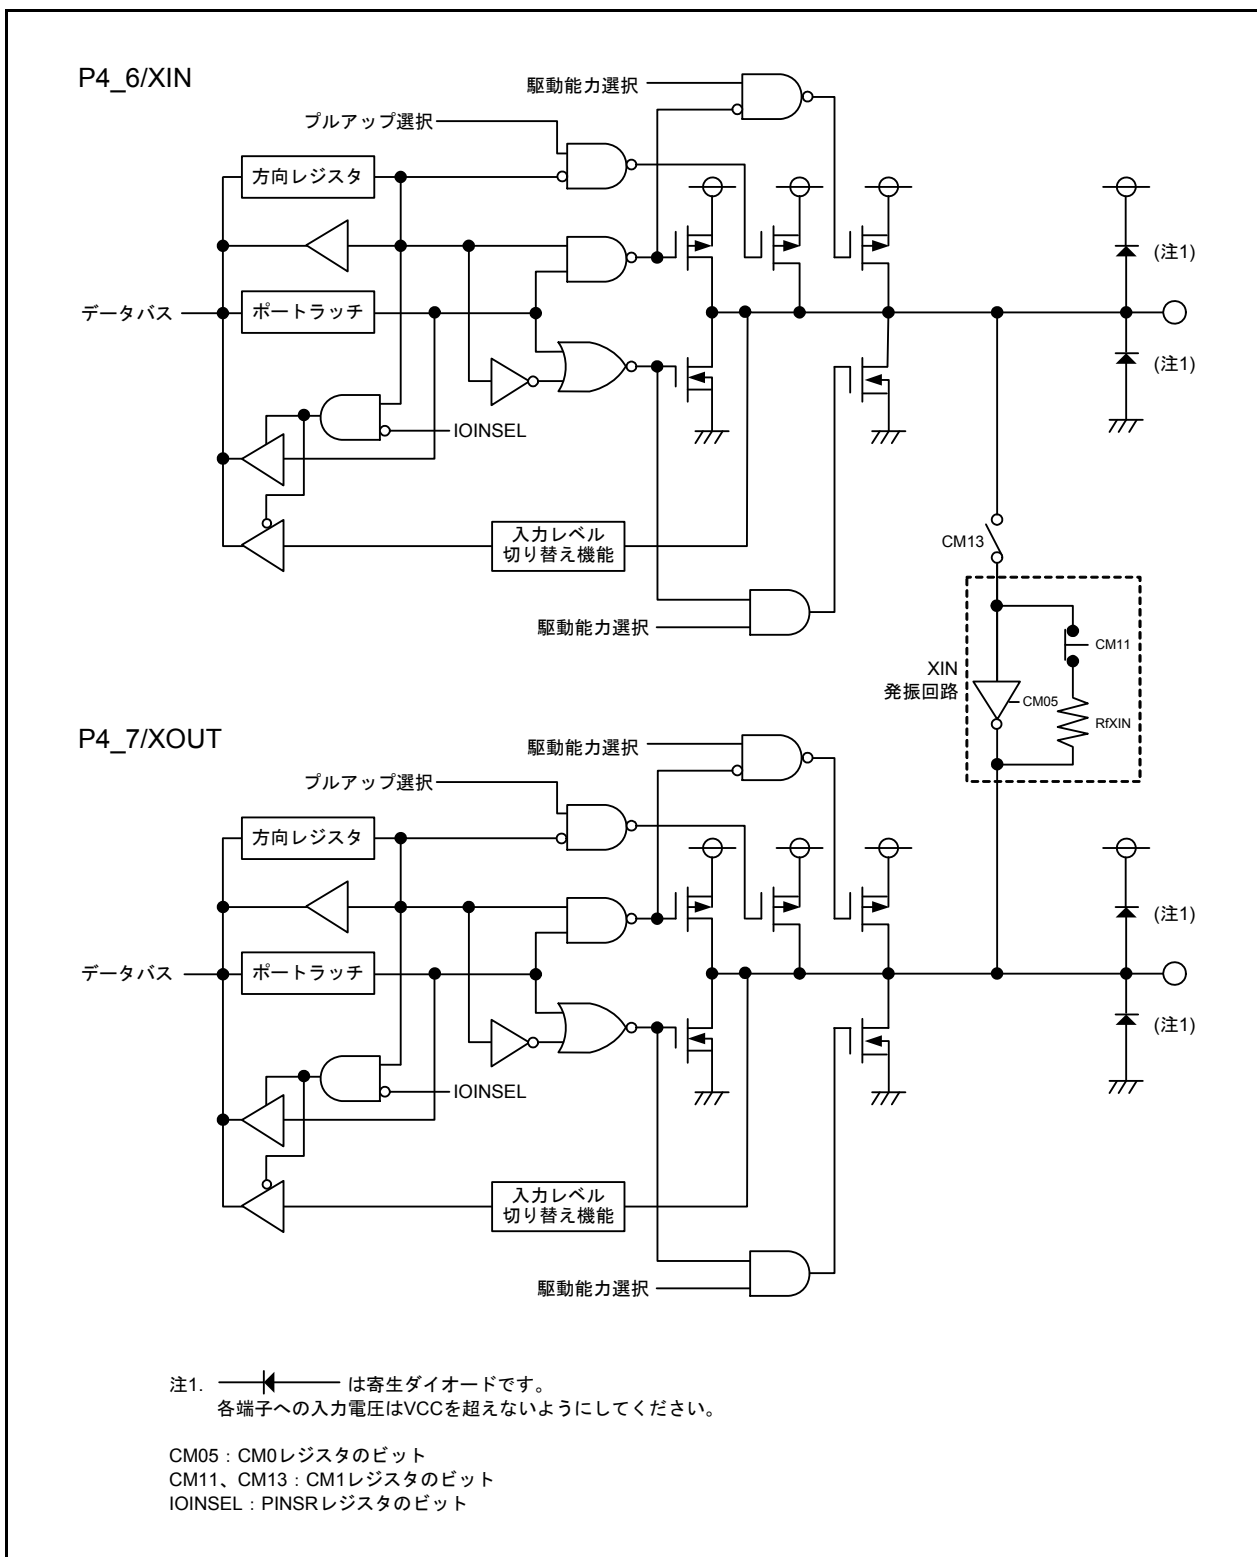 P4_6/XIN
駆動能力選択
プルアップ選択
方向レジスタ
(注1)
データバス
ポートラッチ
(注1)
IOINSEL
入力レベル
切り替え機能
CM13
駆動能力選択
CM11
XIN
発振回路
CM05
RfXIN
P4_7/XOUT
駆動能力選択
プルアップ選択
方向レジスタ
(注1)
データバス
ポートラッチ
(注1)
IOINSEL
入力レベル
切り替え機能
駆動能力選択
注1. は寄生ダイオードです。
各端子への入力電圧はVCCを超えないようにしてください。
CM05：CM0レジスタのビット
CM11、CM13：CM1レジスタのビット
IOINSEL：PINSRレジスタのビット